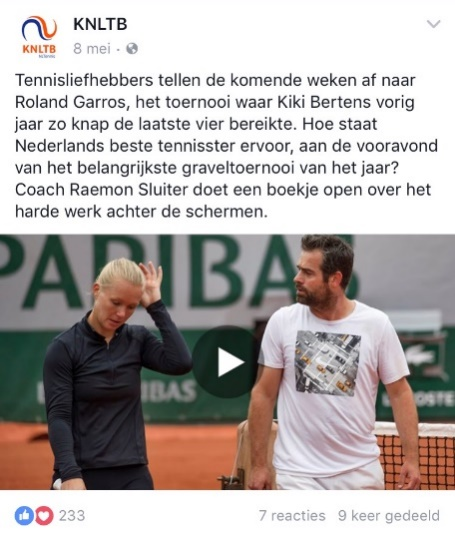 KNLTB
8 mei
KNLTB
Tennisliefhebbers tellen de komende weken af naar
Roland Garros, het toernooi waar Kiki Bertens vorig
jaar zo knap de laatste vier bereikte. Hoe staat
Nederlands beste tennisster ervoor, aan de vooravond
van het belangrijkste graveltoernooi van het jaar?
Coach Raemon Sluiter doet een boekje open over het
harde werk achter de schermen.
PARIBAS
IBAS
LACOSTE
233 7 reacties 9 keer gedeeld